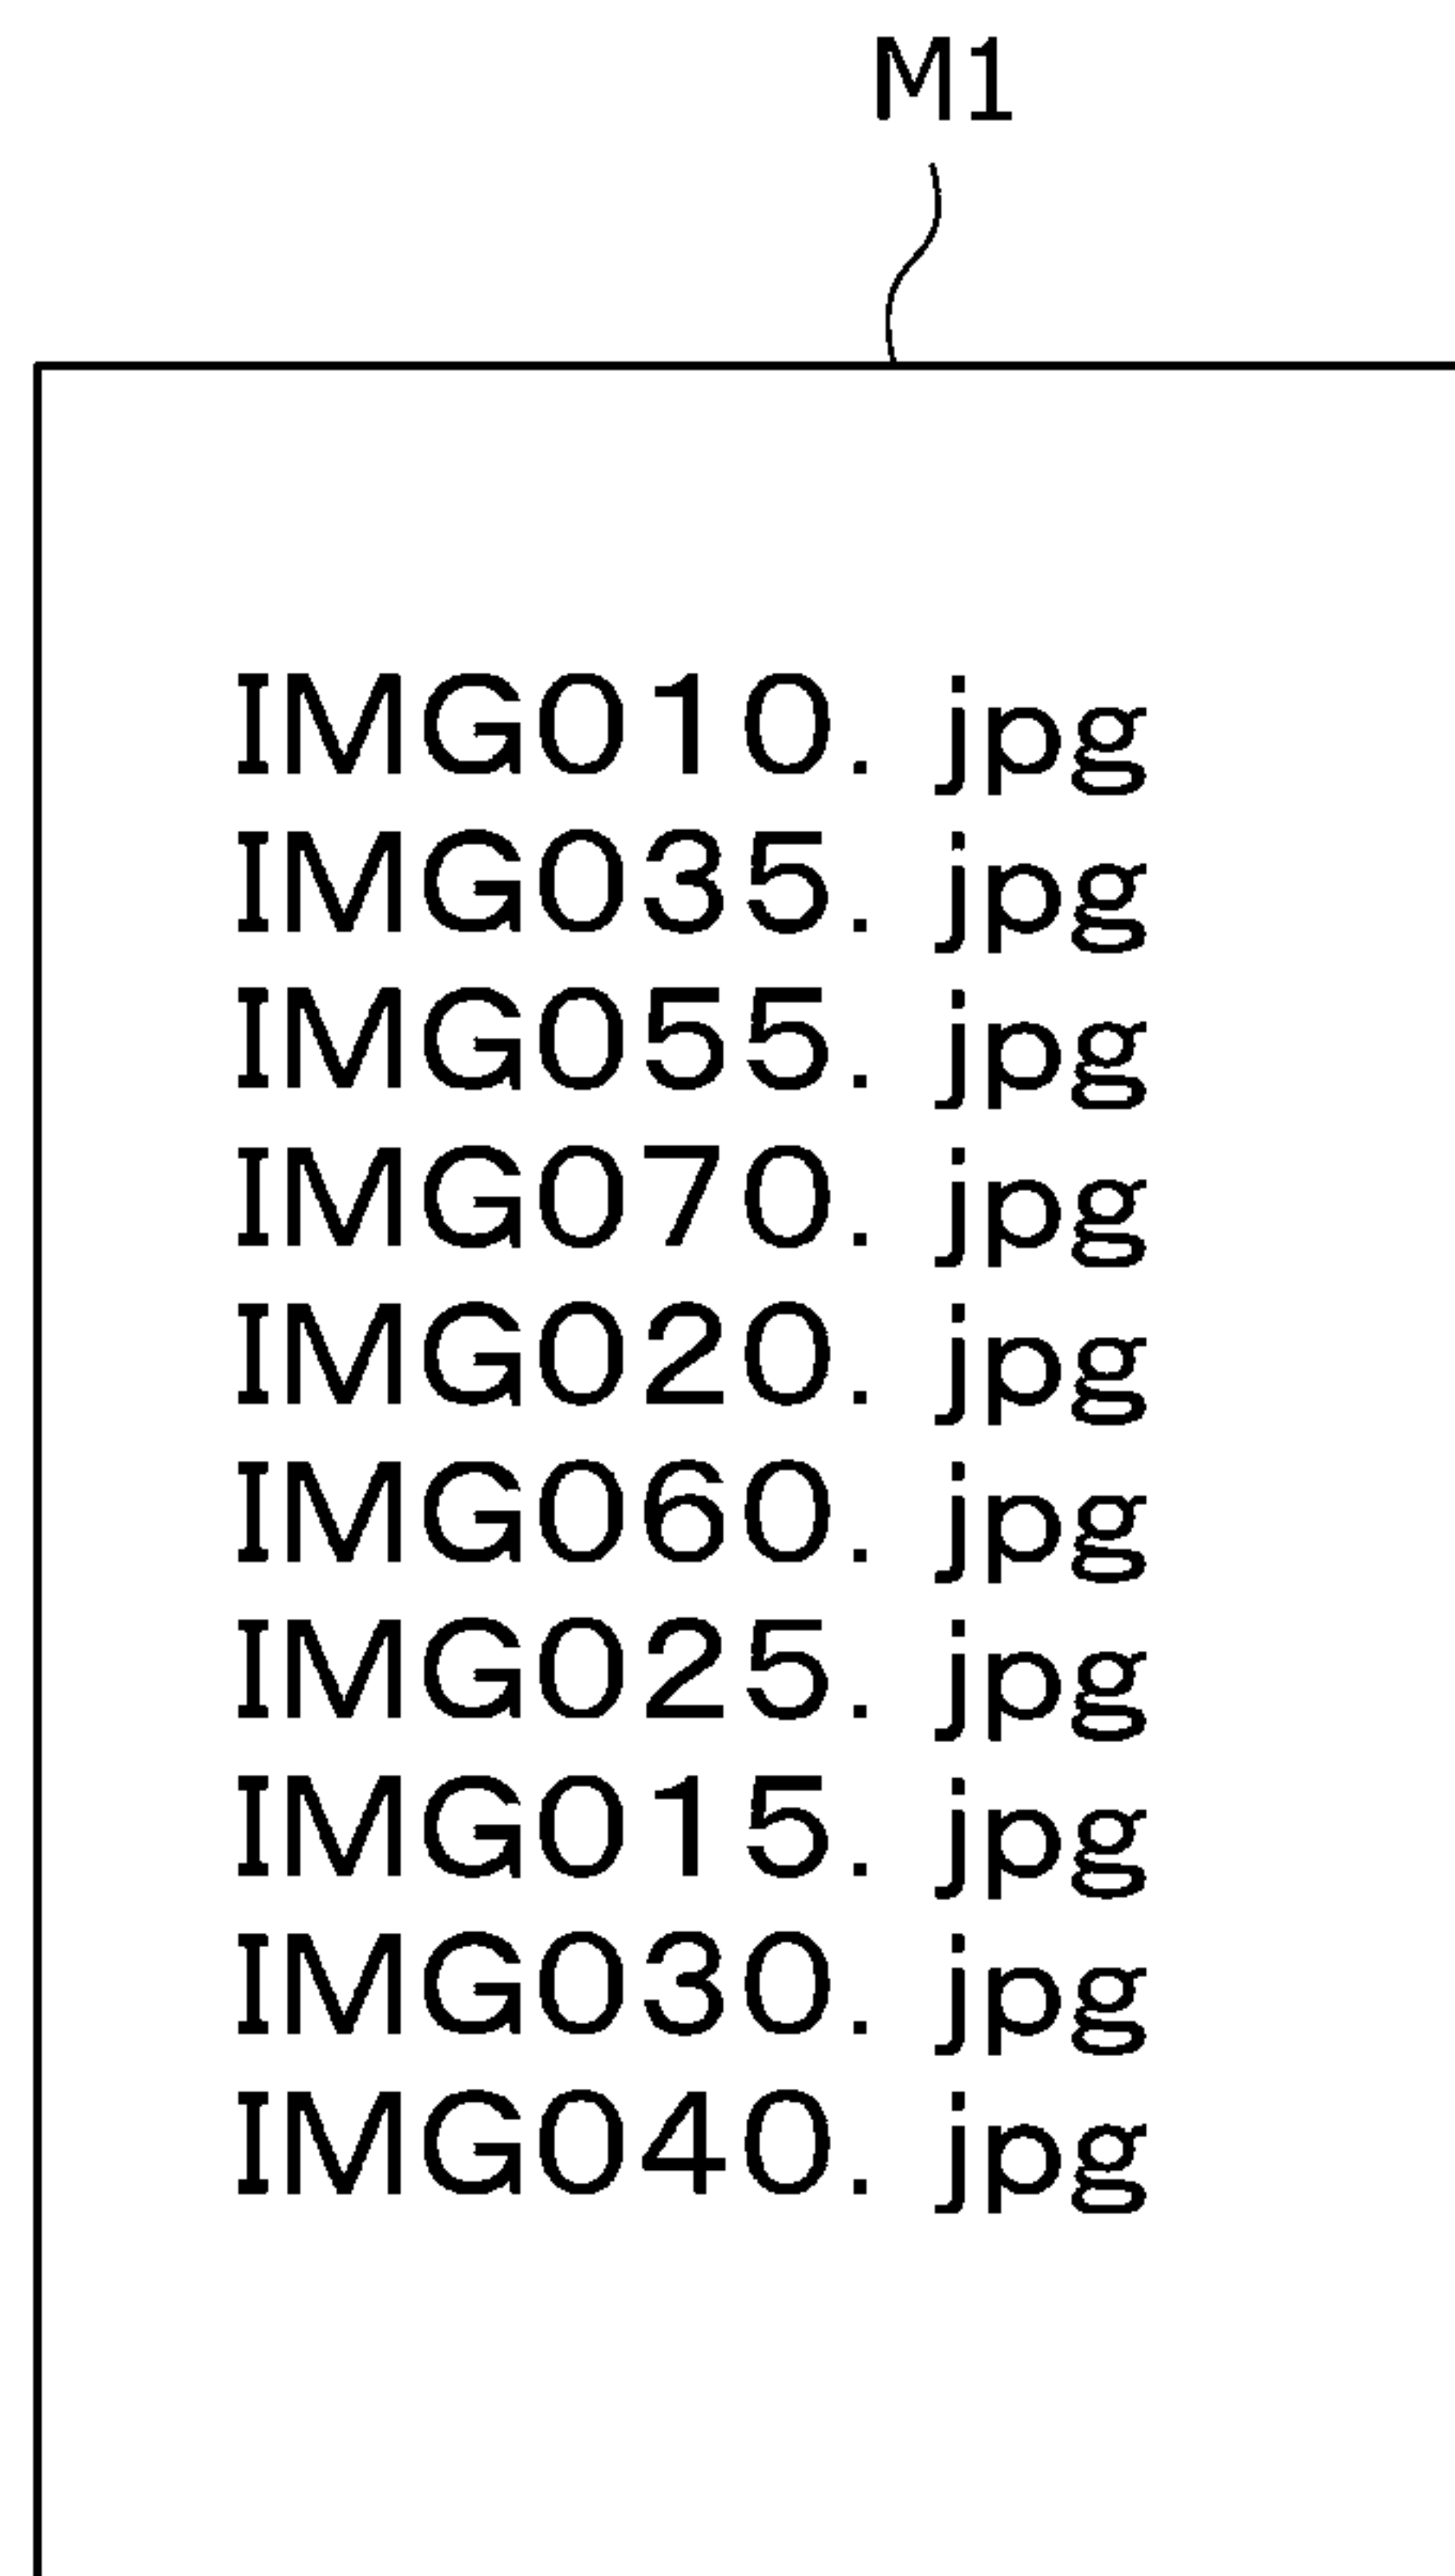 M1
IMG010. jpg
IMG035. jpg
IMG055. jpg
IMG070. jpg
IMG020. jpg
IMG060. jpg
IMG025. jpg
IMG015. jpg
IMG030. jpg
IMG040. jpg